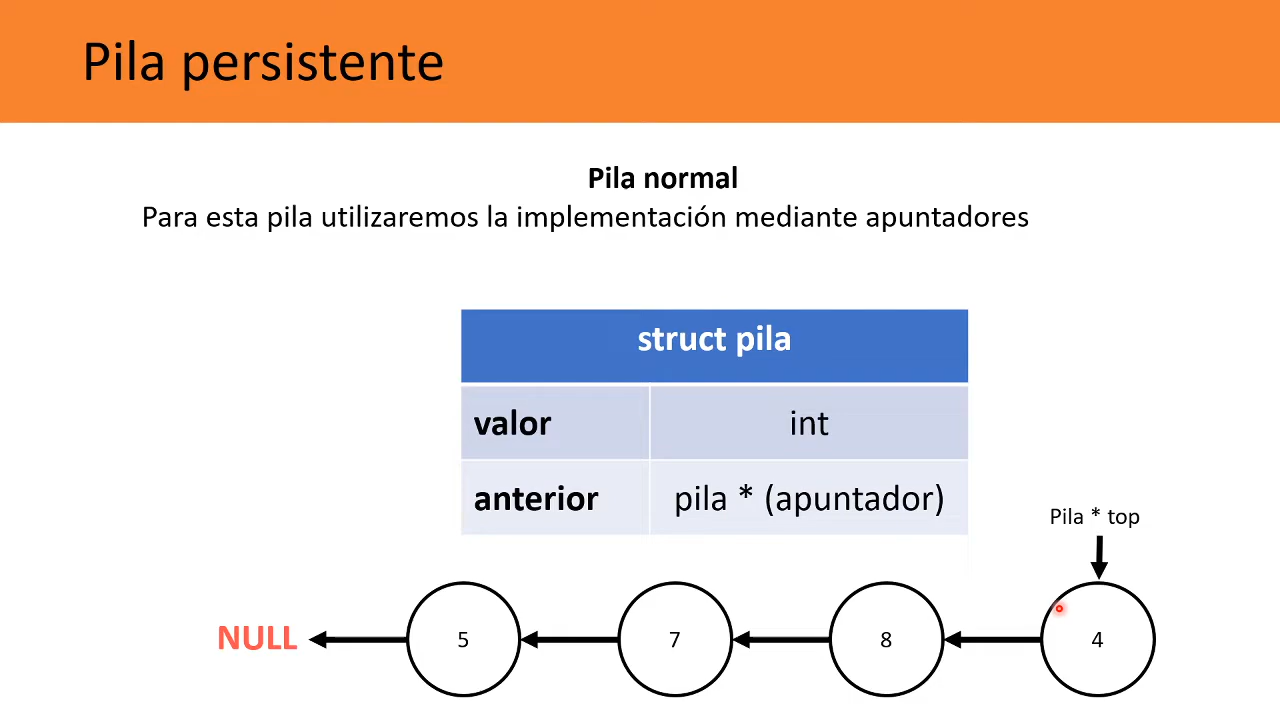 Pila persistente
Pila normal
Para esta pila utilizaremos la implementación mediante apuntadores
struct pila
valor int
anterior pila * (apuntador)
Pila * top
NULL 5 7 8 4